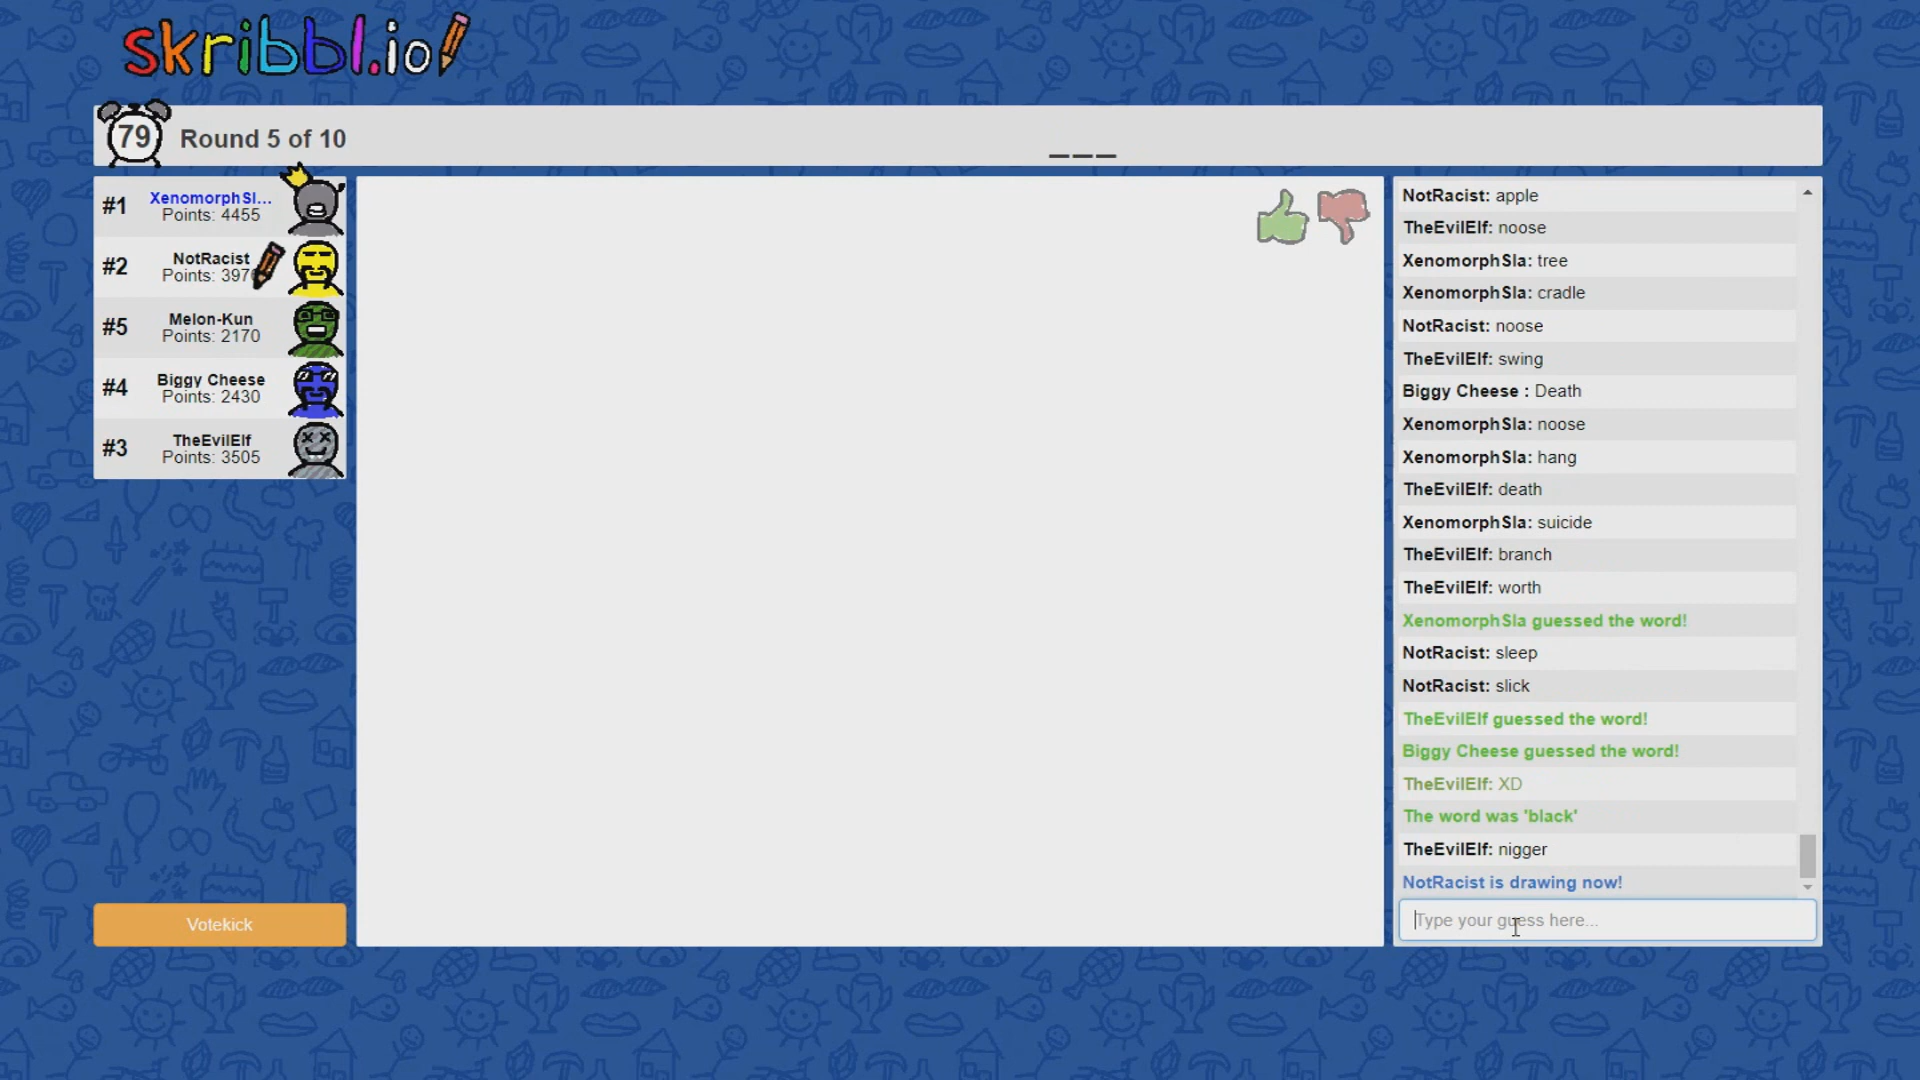 skribbl.io
79
Round 5 of 10
___
#1
XenomorphSl...
Points: 4455
#2
NotRacist
Points: 397
#5
Melon-Kun
Points: 2170
#4
Biggy Cheese
Points: 2430
#3
TheEvilElf
Points: 3505
Votekick
NotRacist: apple
TheEvilElf: noose
XenomorphSla: tree
XenomorphSla: cradle
NotRacist: noose
TheEvilElf: swing
Biggy Cheese : Death
XenomorphSla: noose
XenomorphSla: hang
TheEvilElf: death
XenomorphSla: suicide
TheEvilElf: branch
TheEvilElf: worth
XenomorphSla guessed the word!
NotRacist: sleep
NotRacist: slick
TheEvilElf guessed the word!
Biggy Cheese guessed the word!
TheEvilElf: XD
The word was 'black'
TheEvilElf: nigger
NotRacist is drawing now!
Type your guess here...